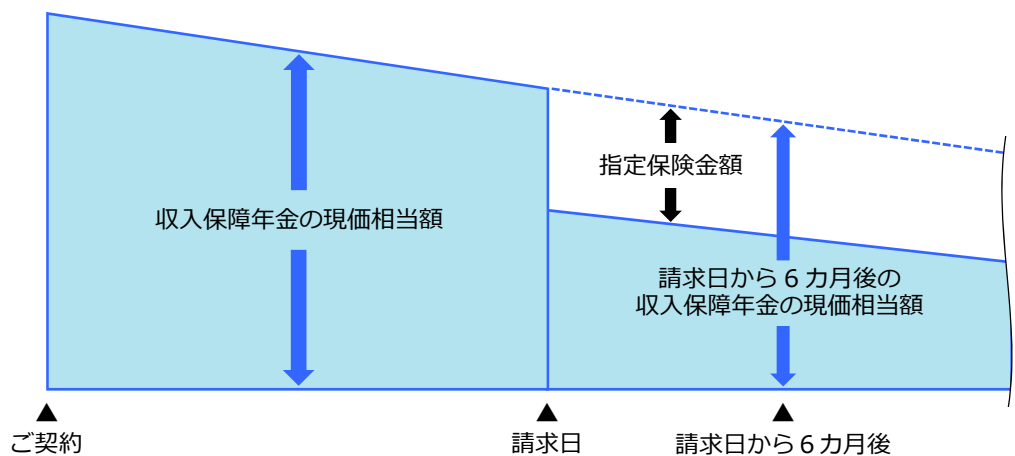 指定保険金額
収入保障年金の現価相当額
請求日から6カ月後の
収入保障年金の現価相当額
ご契約
請求日
請求日から6カ月後